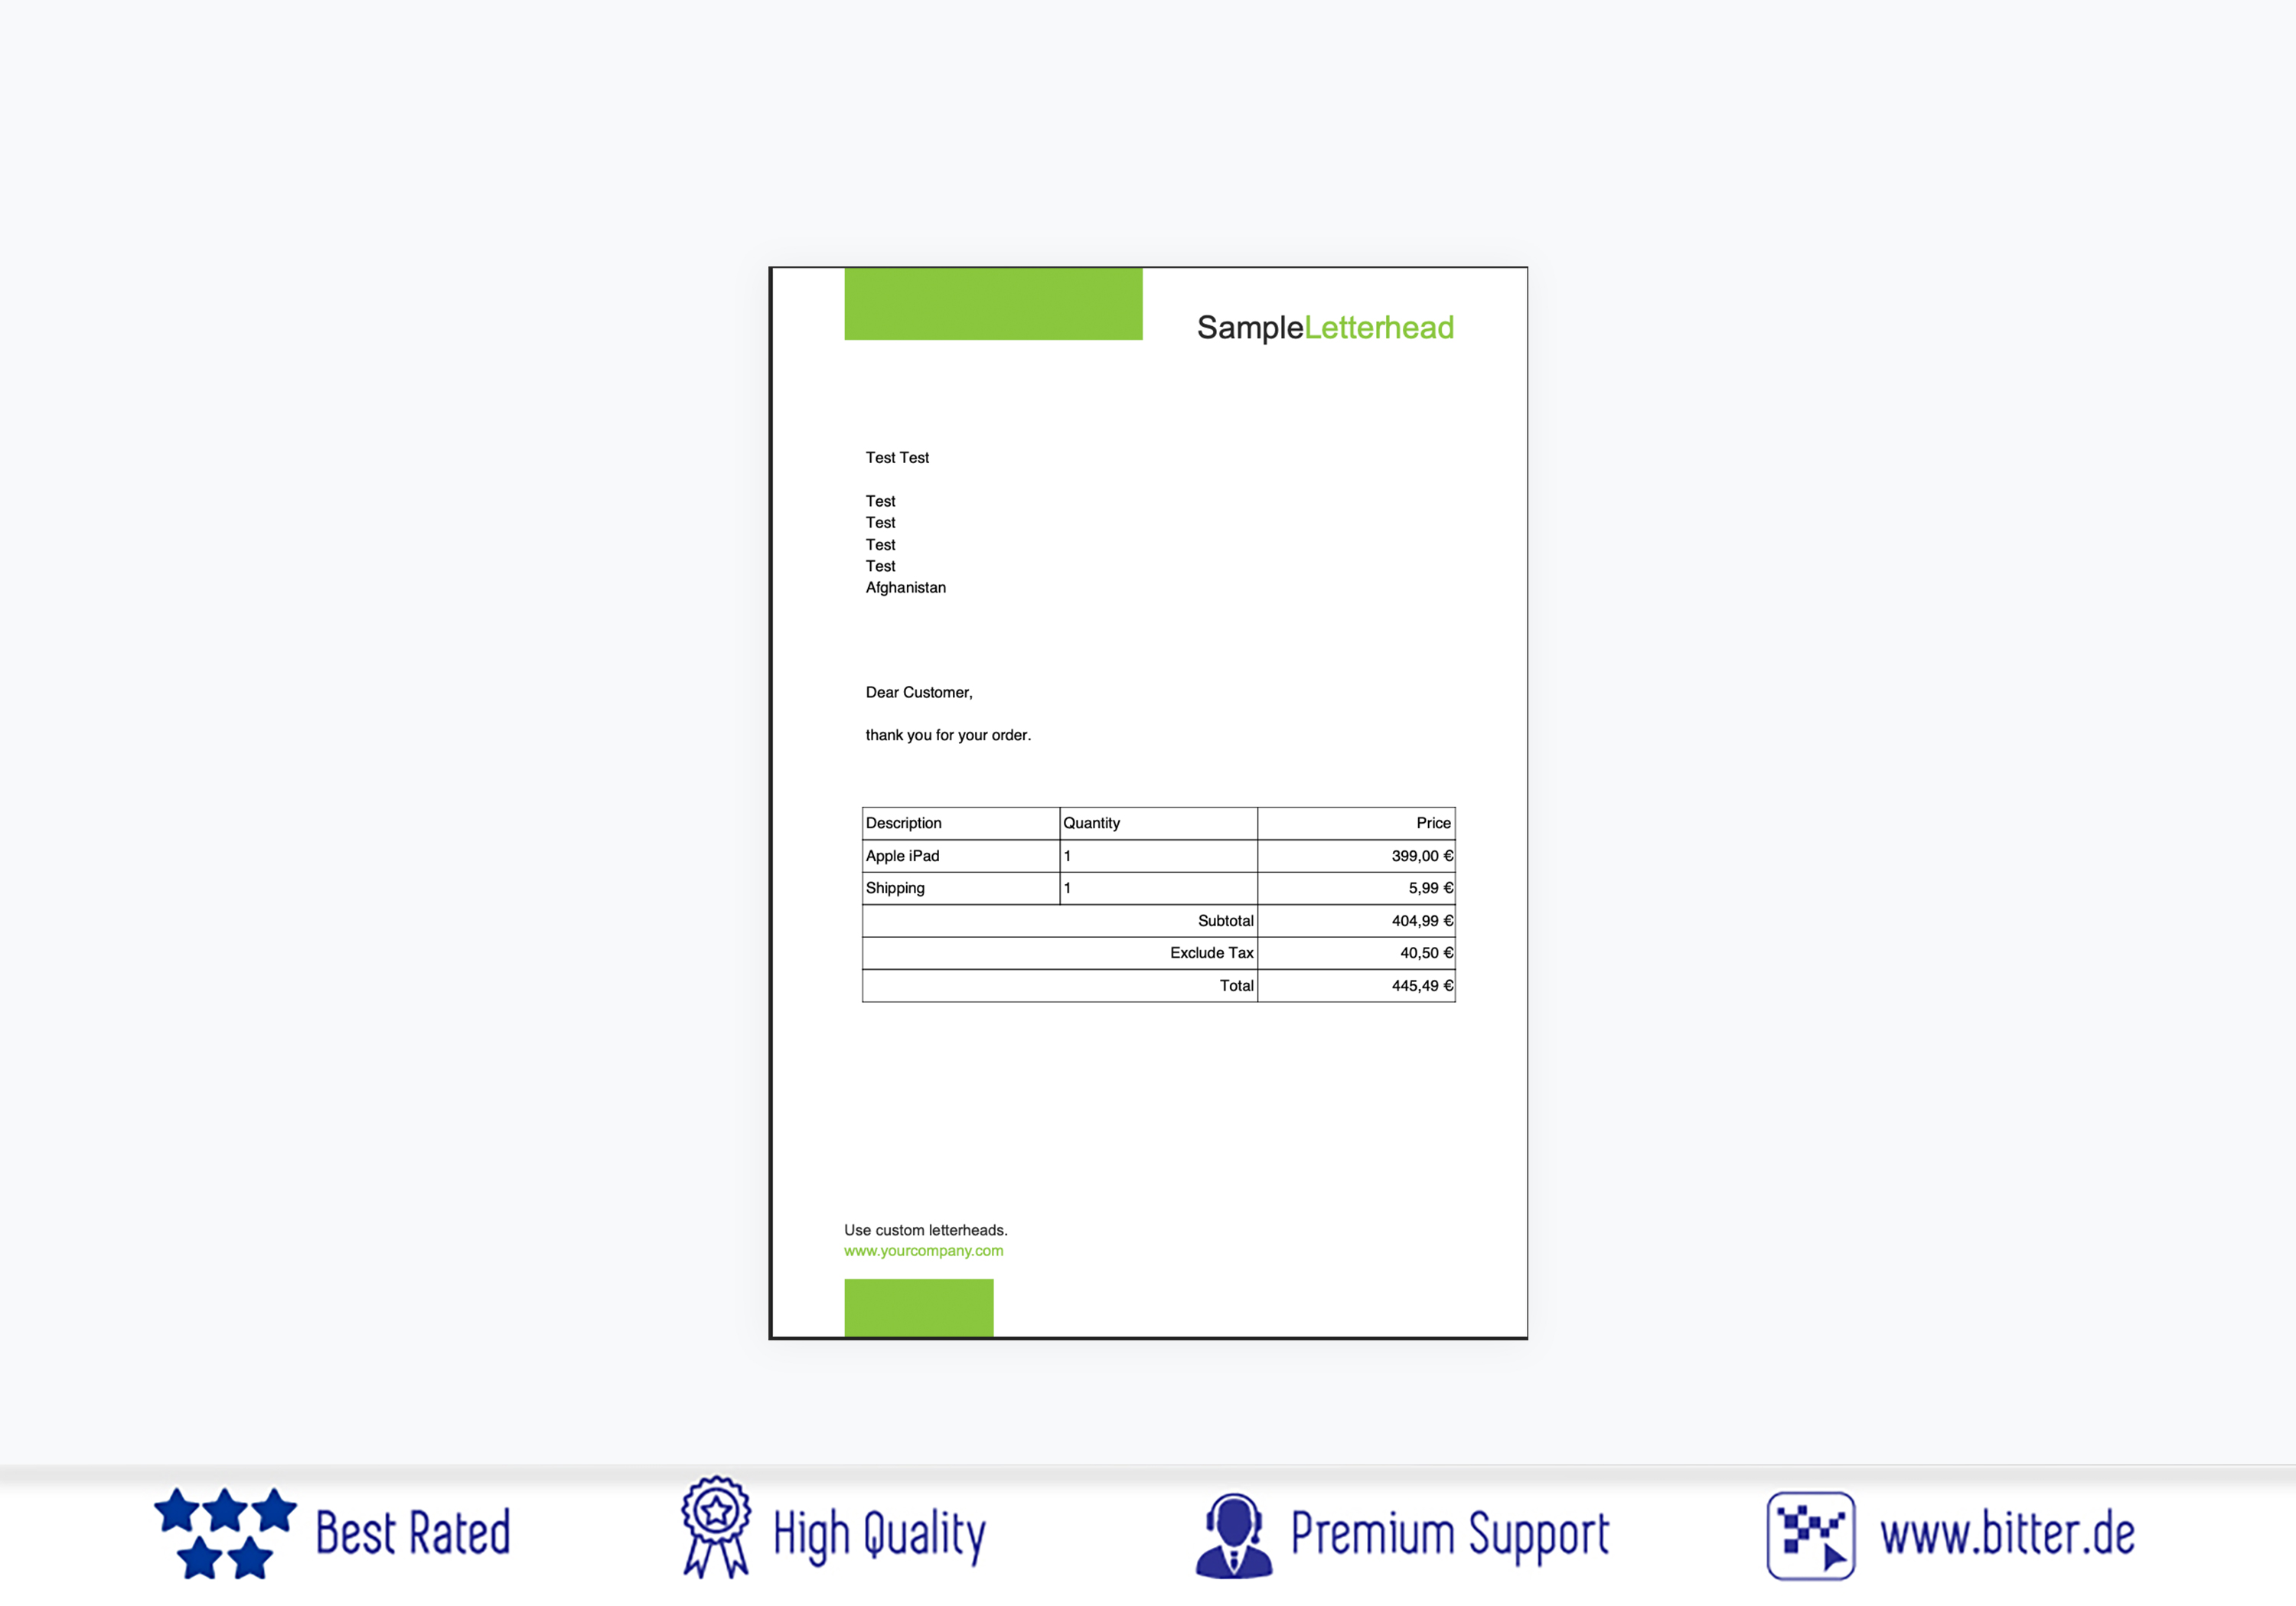 SampleLetterhead
Test Test
Test
Test
Test
Test
Afghanistan
Dear Customer,
thank you for your order.
Description Quantity Price
Apple iPad 1 399,00 €
Shipping 1 5,99 €
Subtotal 404,99 €
Exclude Tax 40,50 €
Total 445,49 €
Use custom letterheads.
www.yourcompany.com
Best Rated High Quality Premium Support www.bitter.de